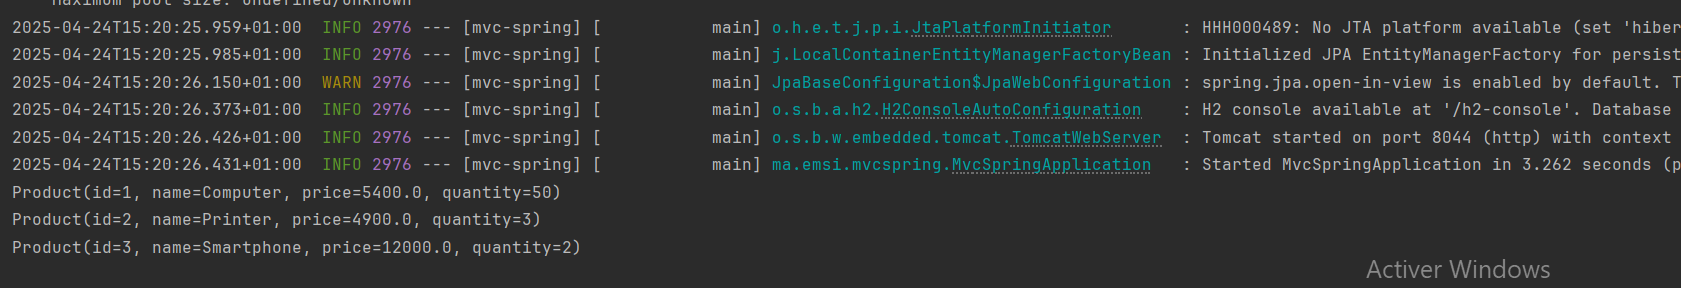 Maximum pool size: undefined/unknown
2025-04-24T15:20:25.959+01:00  INFO 2976 --- [mvc-spring] [           main] o.h.e.t.j.p.i.JtaPlatformInitiator       : HHH000489: No JTA platform available (set 'hiber
2025-04-24T15:20:25.985+01:00  INFO 2976 --- [mvc-spring] [           main] j.LocalContainerEntityManagerFactoryBean : Initialized JPA EntityManagerFactory for persist
2025-04-24T15:20:26.150+01:00  WARN 2976 --- [mvc-spring] [           main] JpaBaseConfiguration$JpaWebConfiguration : spring.jpa.open-in-view is enabled by default. T
2025-04-24T15:20:26.373+01:00  INFO 2976 --- [mvc-spring] [           main] o.s.b.a.h2.H2ConsoleAutoConfiguration    : H2 console available at '/h2-console'. Database
2025-04-24T15:20:26.426+01:00  INFO 2976 --- [mvc-spring] [           main] o.s.b.w.embedded.tomcat.TomcatWebServer  : Tomcat started on port 8044 (http) with context
2025-04-24T15:20:26.431+01:00  INFO 2976 --- [mvc-spring] [           main] ma.emsi.mvcspring.MvcSpringApplication   : Started MvcSpringApplication in 3.262 seconds (p
Product(id=1, name=Computer, price=5400.0, quantity=50)
Product(id=2, name=Printer, price=4900.0, quantity=3)
Product(id=3, name=Smartphone, price=12000.0, quantity=2)
Activer Windows